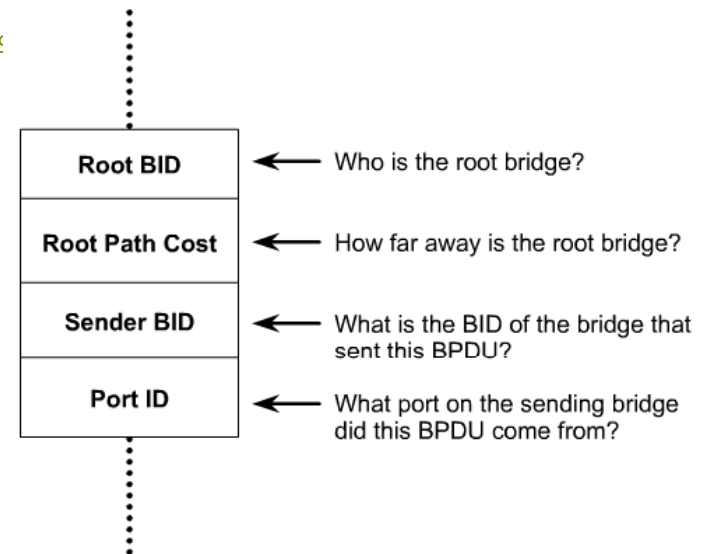 Root BID
Who is the root bridge?
Root Path Cost
How far away is the root bridge?
Sender BID
What is the BID of the bridge that
sent this BPDU?
Port ID
What port on the sending bridge
did this BPDU come from?